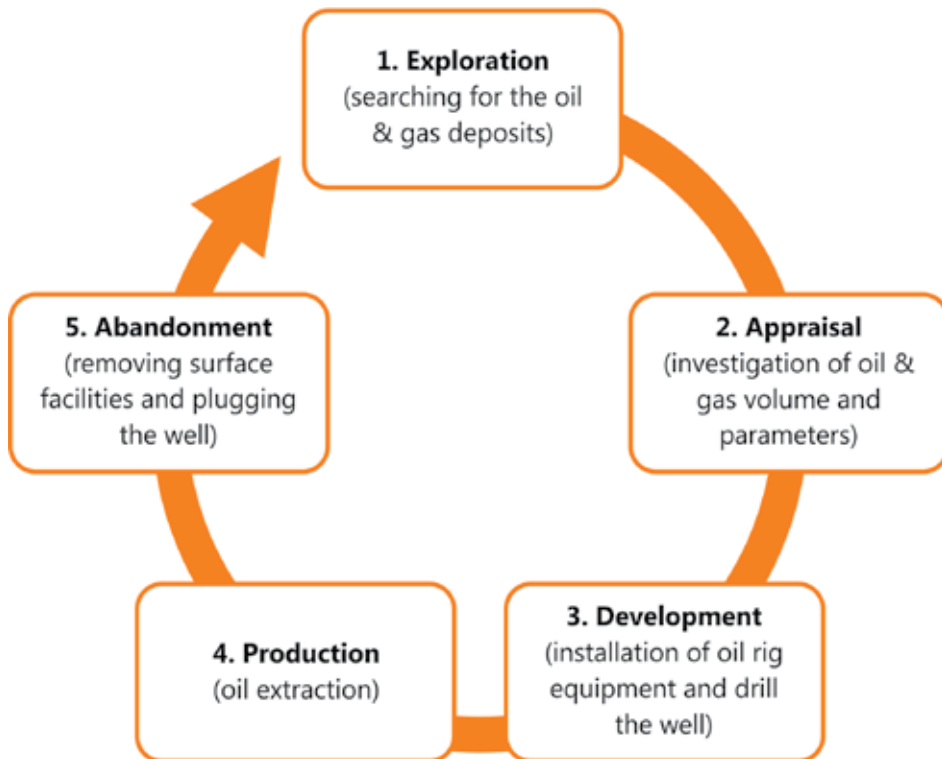 1. Exploration
(searching for the oil
& gas deposits)
2. Appraisal
(investigation of oil &
gas volume and
parameters)
3. Development
(installation of oil rig
equipment and drill
the well)
4. Production
(oil extraction)
5. Abandonment
(removing surface
facilities and plugging
the well)